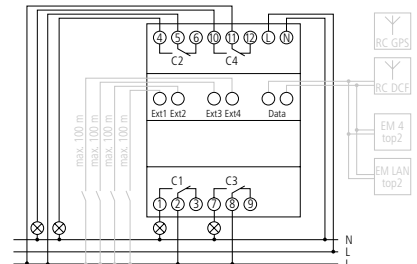 4 5 6 10 11 12 L N
C2 C4
RC GPS
RC DCF
Ext1 Ext2 Ext3 Ext4 Data
max. 100 m
max. 100 m
max. 100 m
max. 100 m
EM 4
top2
EM LAN
top2
C1 C3
1 2 3 7 8 9
N
L
L